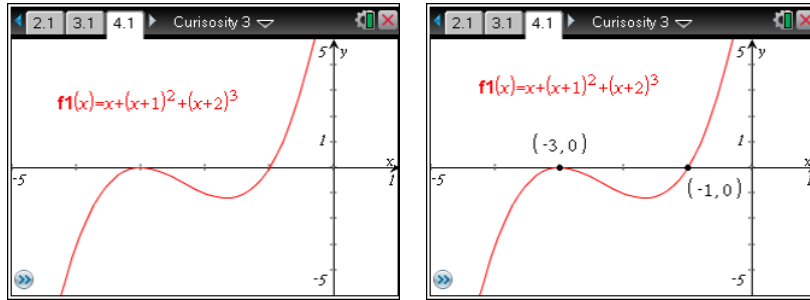 2.1 3.1 4.1 Curisosity 3
5 y
f1(x)=x+(x+1)²+(x+2)³
1
x
-5 1
-5
2.1 3.1 4.1 Curisosity 3
5 y
f1(x)=x+(x+1)²+(x+2)³
1
(-3,0)
x
-5 1
(-1,0)
-5